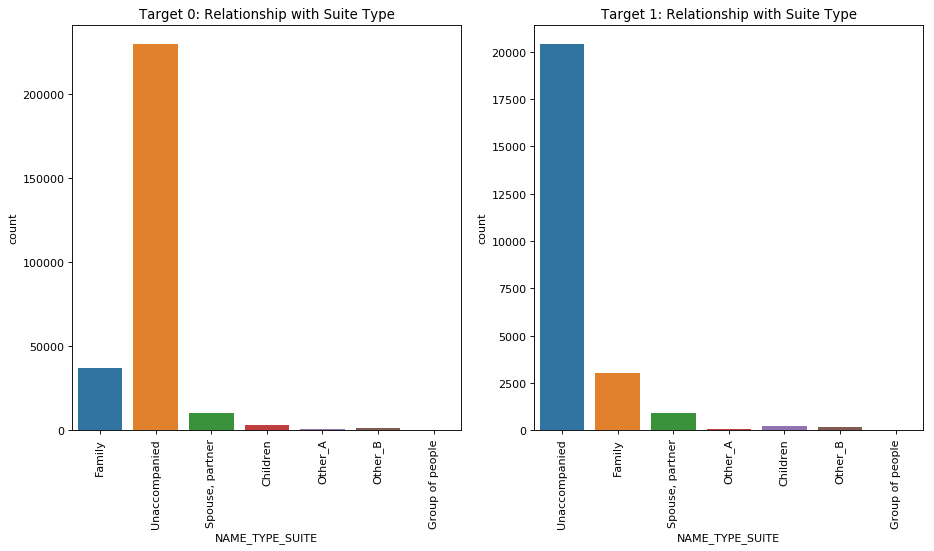 Target 0: Relationship with Suite Type
count
200000
150000
100000
50000
0
Family
Unaccompanied
Spouse, partner
Children
Other_A
Other_B
Group of people
NAME_TYPE_SUITE
Target 1: Relationship with Suite Type
count
20000
17500
15000
12500
10000
7500
5000
2500
0
Unaccompanied
Family
Spouse, partner
Other_A
Children
Other_B
Group of people
NAME_TYPE_SUITE